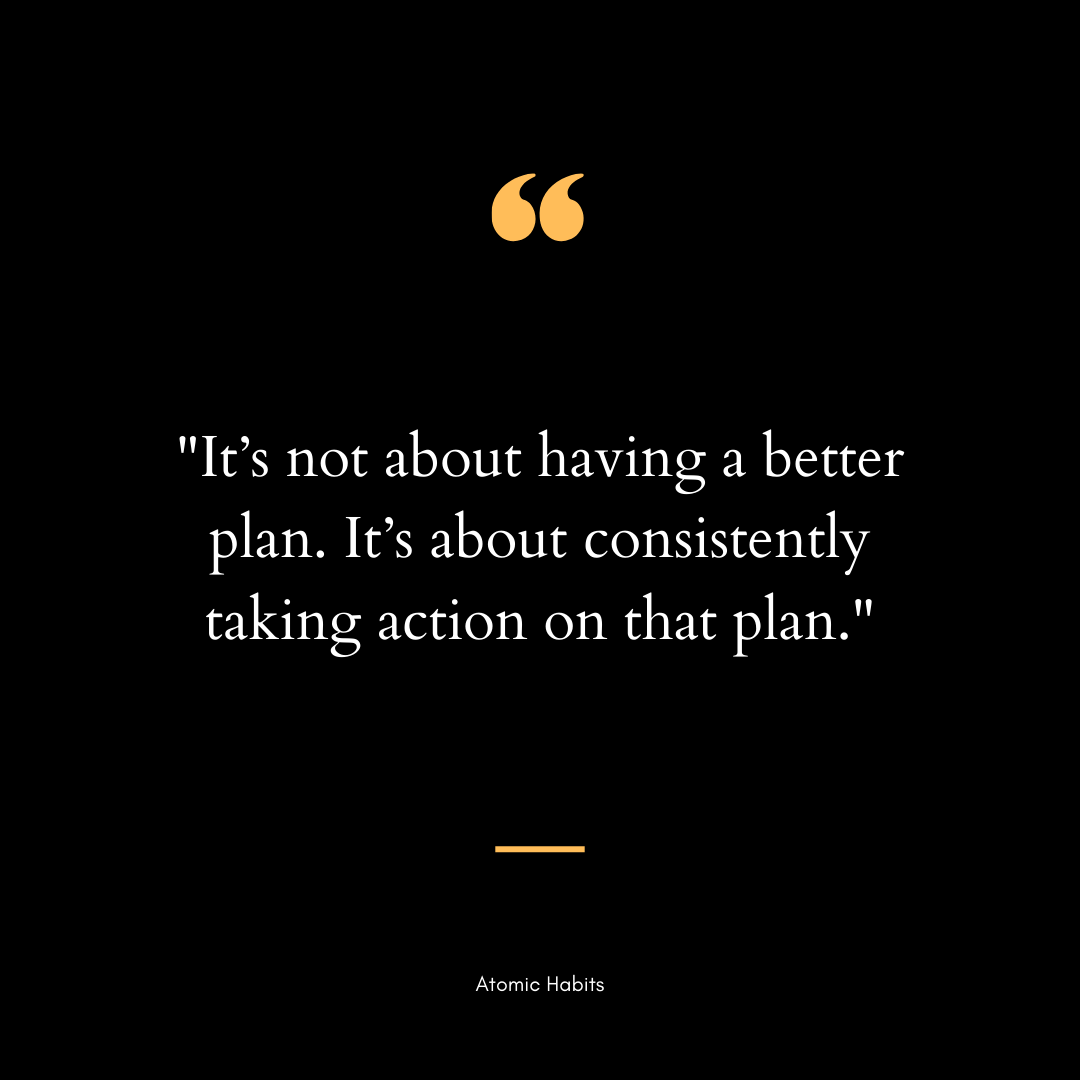 "It’s not about having a better
plan. It’s about consistently
taking action on that plan."
Atomic Habits